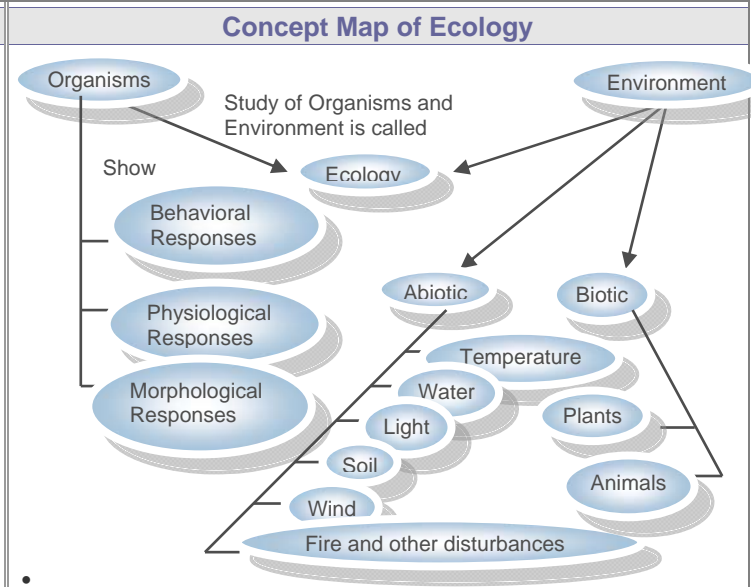 Concept Map of Ecology
Organisms
Environment
Study of Organisms and
Environment is called
Show
Ecology
Behavioral
Responses
Abiotic
Biotic
Physiological
Responses
Temperature
Water
Morphological
Responses
Plants
Light
Soil
Animals
Wind
Fire and other disturbances